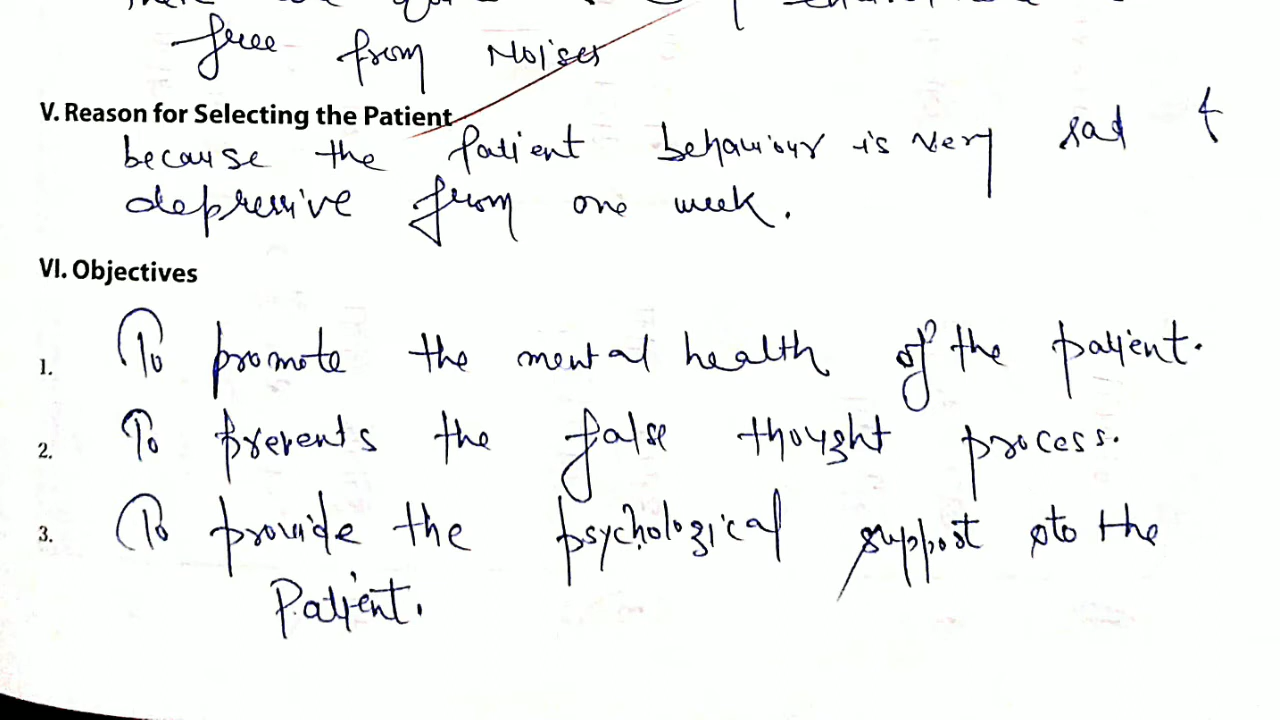 free from Noises
V. Reason for Selecting the Patient
because the patient behaviour is very sad &
depressive from one week.
VI. Objectives
1. To promote the mental health of the patient.
2. To prevents the false thought process.
3. To provide the psychological support to the
Patient.